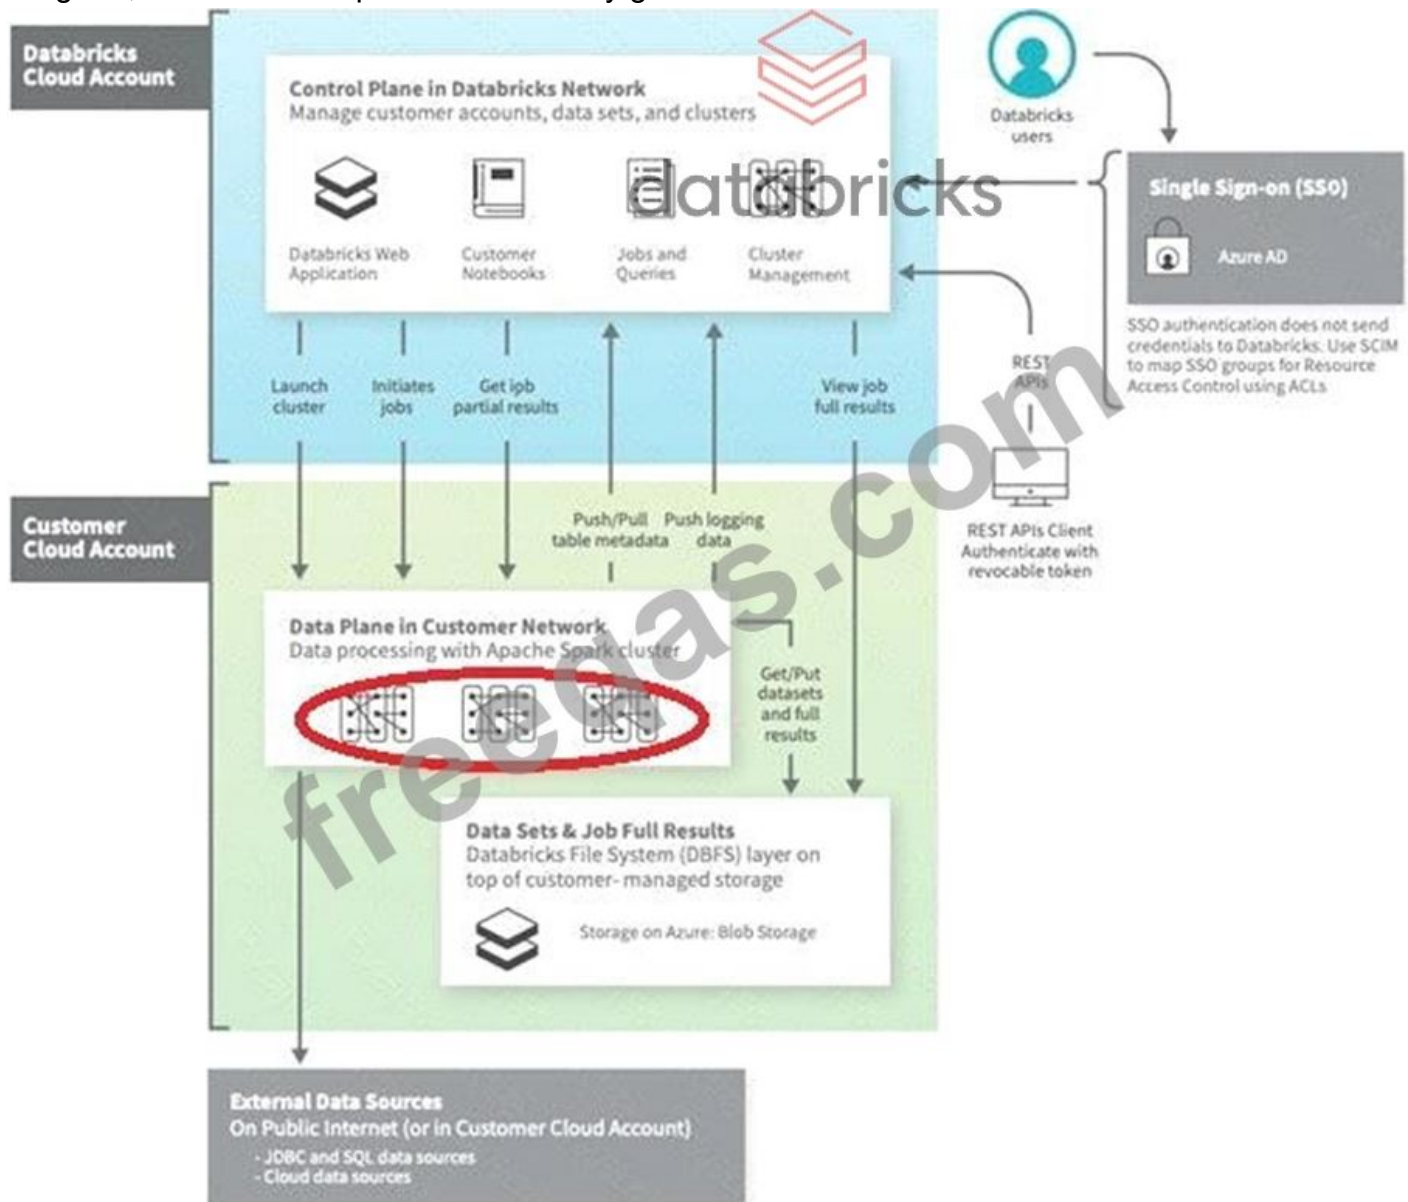 Databricks
Cloud Account
Control Plane in Databricks Network
Manage customer accounts, data sets, and clusters
databricks
Databricks Web
Application
Customer
Notebooks
Jobs and
Queries
Cluster
Management
Databricks
users
Single Sign-on (SSO)
Azure AD
SSO authentication does not send
credentials to Databricks. Use SCIM
to map SSO groups for Resource
Access Control using ACLs
Launch
cluster
Initiates
jobs
Get job
partial results
View job
full results
REST
APIs
REST APIs Client
Authenticate with
revocable token
Customer
Cloud Account
Push/Pull
table metadata
Push logging
data
Data Plane in Customer Network
Data processing with Apache Spark cluster
Get/Put
datasets
and full
results
Data Sets & Job Full Results
Databricks File System (DBFS) layer on
top of customer- managed storage
Storage on Azure: Blob Storage
External Data Sources
On Public Internet (or in Customer Cloud Account)
- JDBC and SQL data sources
- Cloud data sources
freeqas.com